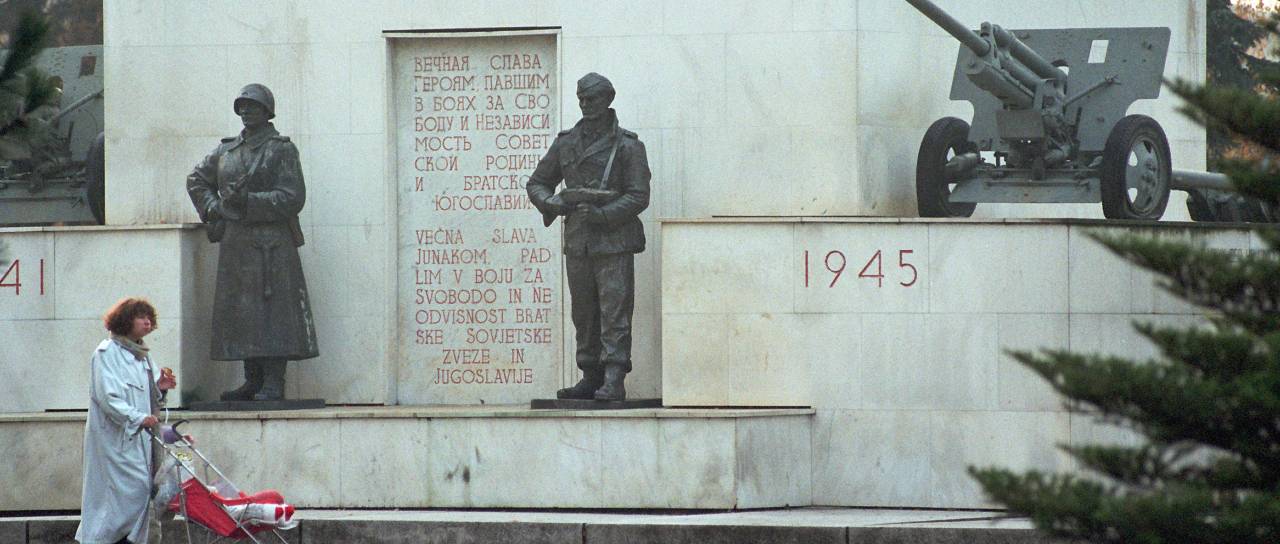 ВЕЧНАЯ СЛАВА
ГЕРОЯМ, ПАВШИМ
В БОЯХ ЗА СВО
БОДУ И НЕЗАВИСИ
МОСТЬ СОВЕТ
СКОЙ РОДИНЫ
И БРАТСКОЙ
ЮГОСЛАВИИ
VEČNA SLAVA
JUNAKOM, PAD
LIM V BOJU ZA
SVOBODO IN NE
ODVISNOST BRAT
SKE SOVJETSKE
ZVEZE IN
JUGOSLAVIJE
41
1945